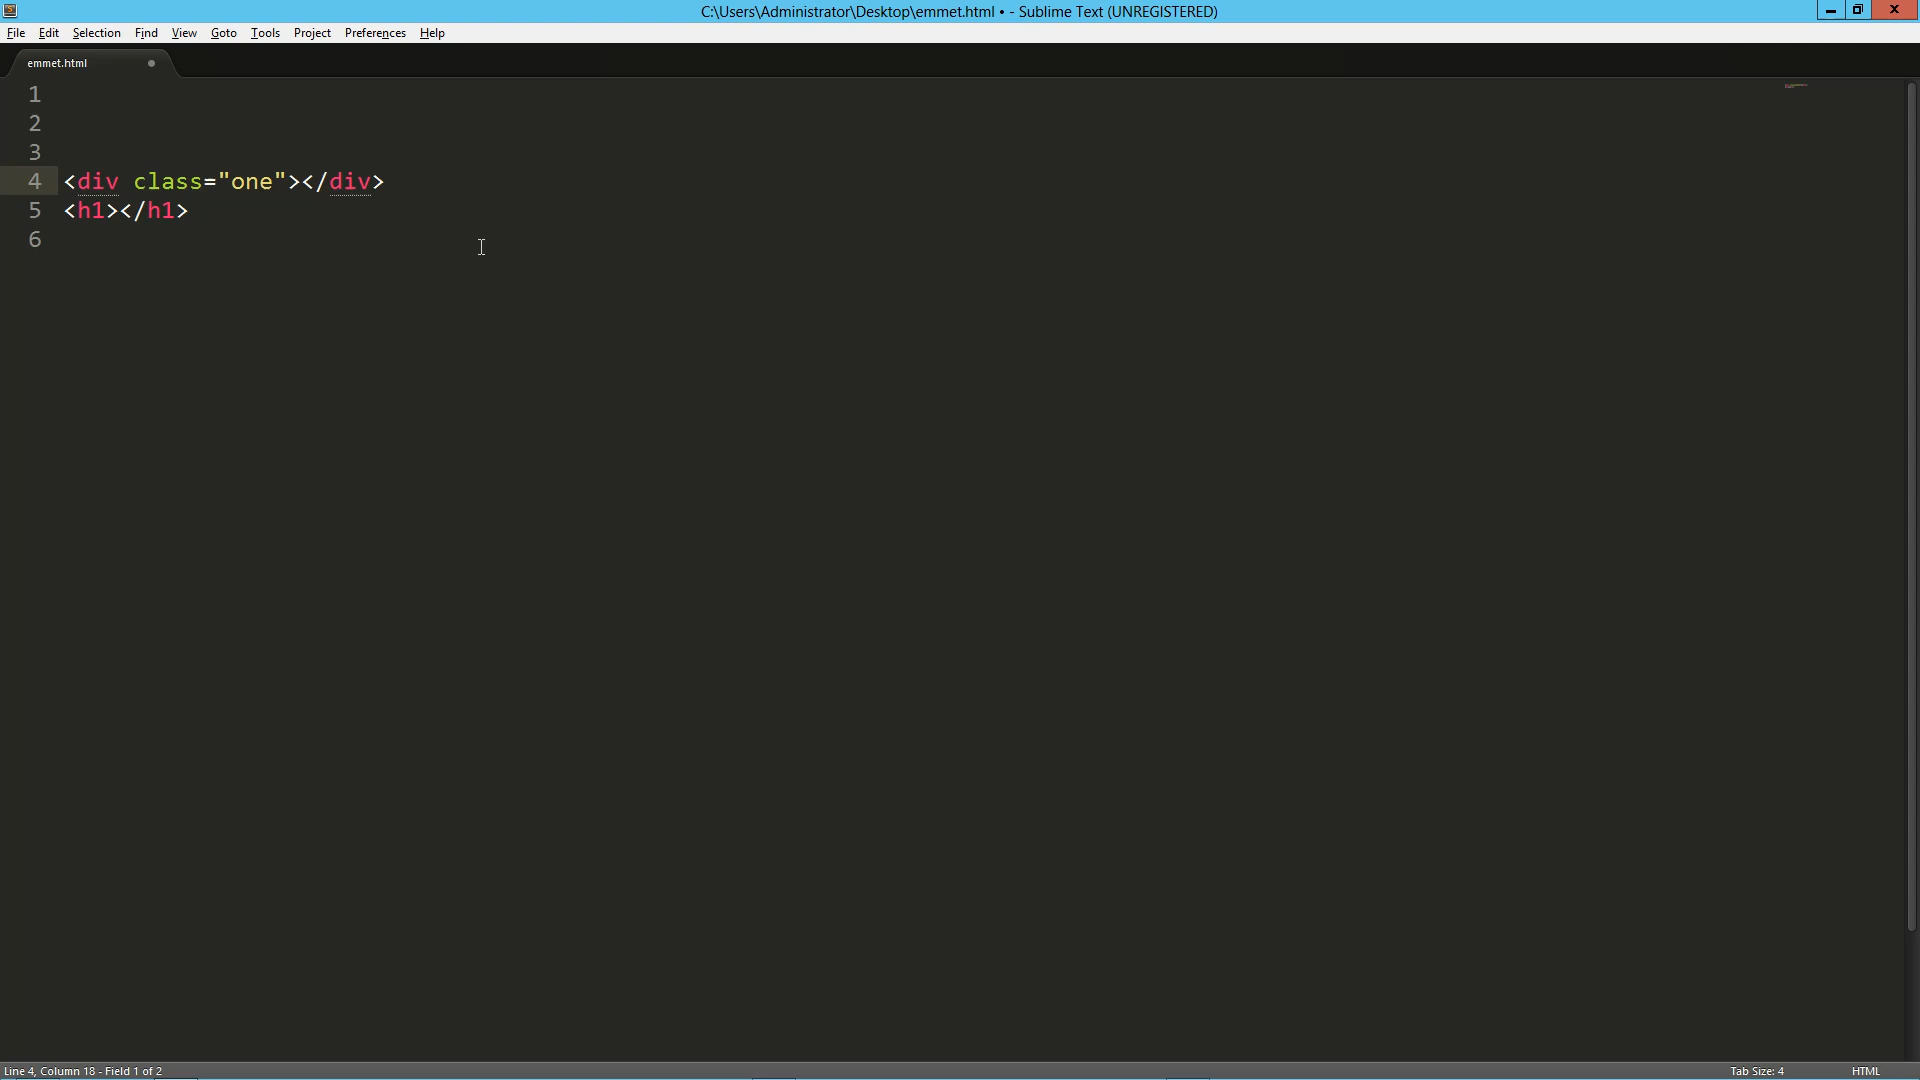 C:\Users\Administrator\Desktop\emmet.html • - Sublime Text (UNREGISTERED)
File Edit Selection Find View Goto Tools Project Preferences Help
emmet.html
1
2
3
4 <div class="one"></div>
5 <h1></h1>
6
Line 4, Column 18 - Field 1 of 2 Tab Size: 4 HTML